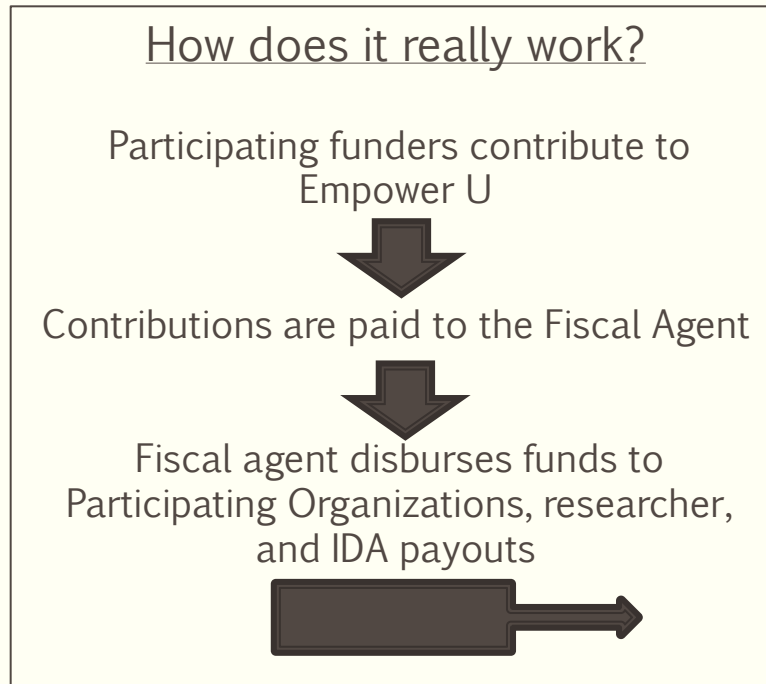 How does it really work?
Participating funders contribute to
Empower U
Contributions are paid to the Fiscal Agent
Fiscal agent disburses funds to
Participating Organizations, researcher,
and IDA payouts